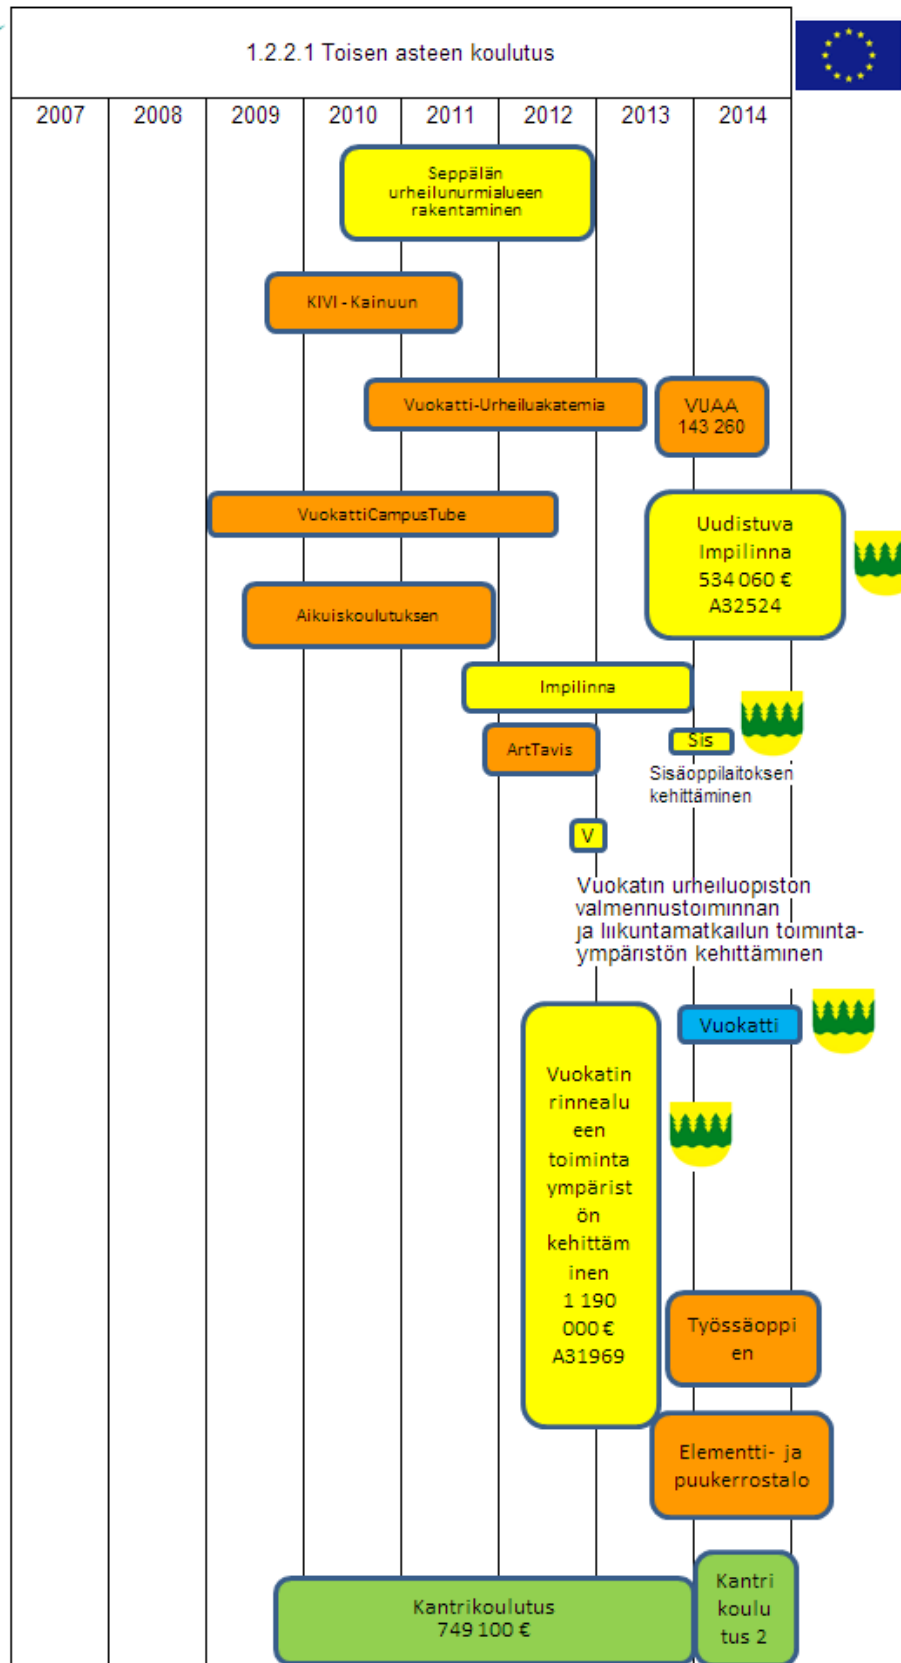 1.2.2.1 Toisen asteen koulutus
2007 2008 2009 2010 2011 2012 2013 2014
Seppälän
urheilunurmialueen
rakentaminen
KIVI - Kainuun
Vuokatti-Urheiluakatemia
VUAA
143 260
VuokattiCampusTube
Uudistuva
Impilinna
534 060 €
A32524
Aikuiskoulutuksen
Impilinna
ArtTavis
Sis
Sisäoppilaitoksen
kehittäminen
V
Vuokatin urheiluopiston
valmennustoiminnan
ja liikuntamatkailun toiminta-
ympäristön kehittäminen
Vuokatti
Vuokatin
rinnealu
een
toiminta
ympärist
ön
kehittäm
inen
1 190
000 €
A31969
Työssäoppi
en
Elementti- ja
puukerrostalo
Kantrikoulutus
749 100 €
Kantri
koulu
tus 2